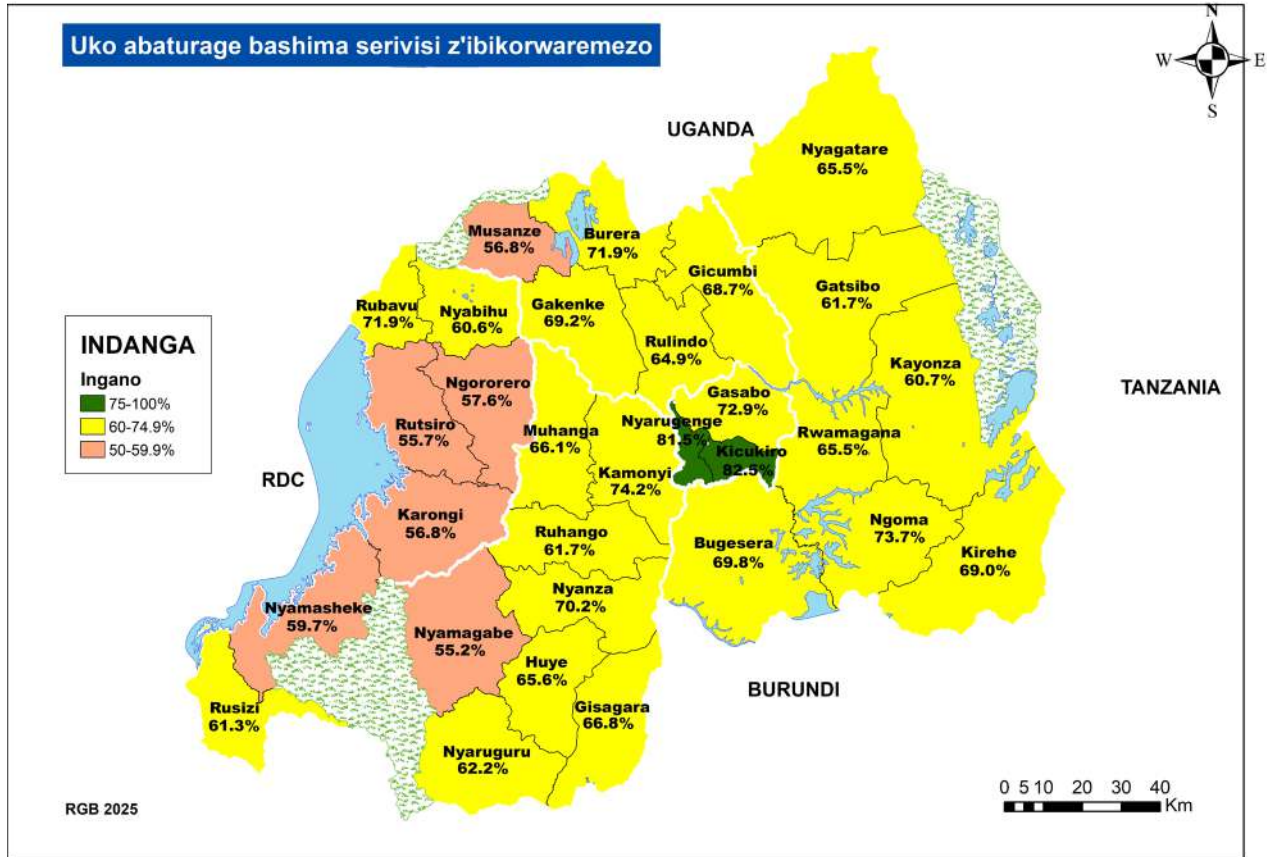 Uko abaturage bashima serivisi z'ibikorwaremezo
N
W E
S
UGANDA
Nyagatare
65.5%
Musanze
56.8%
Burera
71.9%
Gicumbi
68.7%
Gatsibo
61.7%
Rubavu
71.9%
Nyabihu
60.6%
Gakenke
69.2%
Rulindo
64.9%
Kayonza
60.7%
TANZANIA
INDANGA
Ingano
75-100%
60-74.9%
50-59.9%
Ngororero
57.6%
Rutsiro
55.7%
Gasabo
72.9%
Nyarugenge
81.5%
Kicukiro
82.5%
Rwamagana
65.5%
Muhanga
66.1%
Kamonyi
74.2%
RDC
Karongi
56.8%
Ruhango
61.7%
Bugesera
69.8%
Ngoma
73.7%
Kirehe
69.0%
Nyamasheke
59.7%
Nyanza
70.2%
Nyamagabe
55.2%
Huye
65.6%
Gisagara
66.8%
BURUNDI
Rusizi
61.3%
Nyaruguru
62.2%
RGB 2025
0 5 10 20 30 40
Km